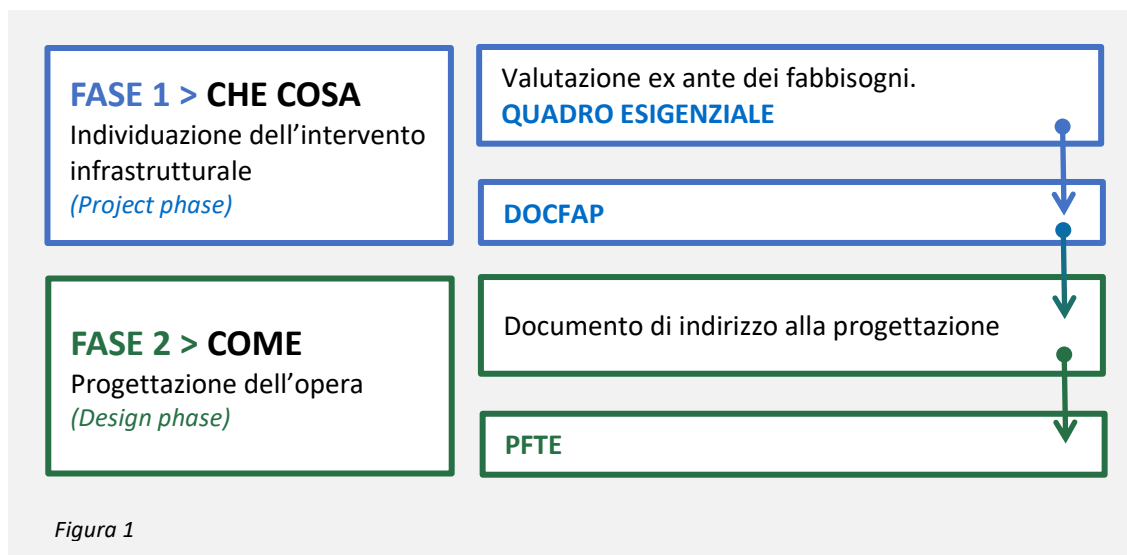 FASE 1 > CHE COSA
Individuazione dell’intervento
infrastrutturale
(Project phase)
Valutazione ex ante dei fabbisogni.
QUADRO ESIGENZIALE
DOCFAP
FASE 2 > COME
Progettazione dell’opera
(Design phase)
Documento di indirizzo alla progettazione
PFTE
Figura 1